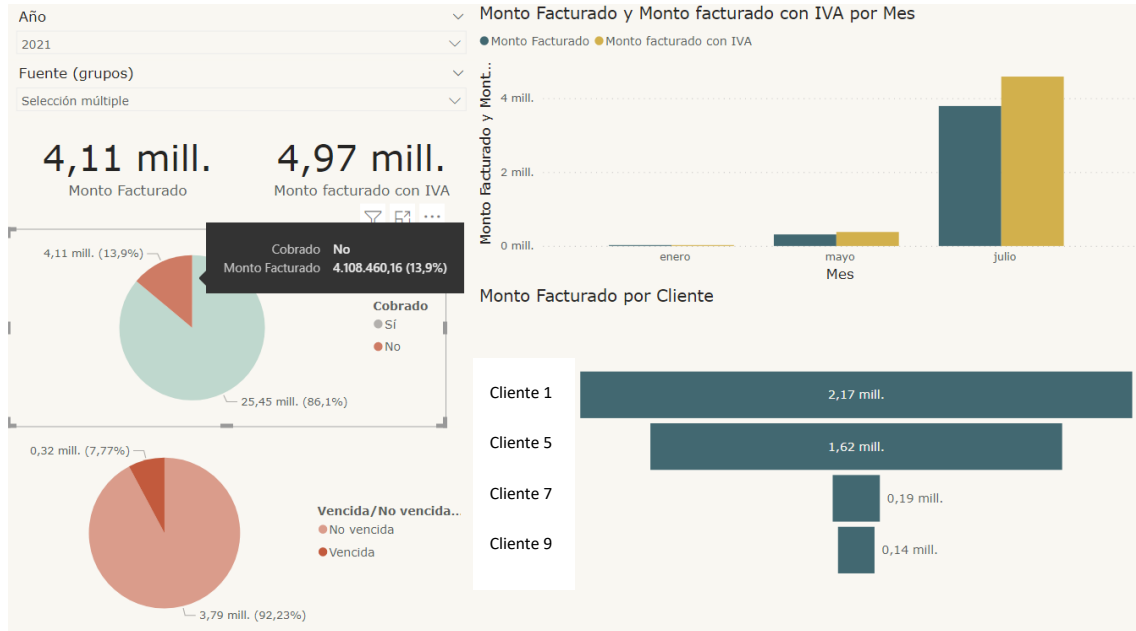 Año
2021
Fuente (grupos)
Selección múltiple
4,11 mill.
Monto Facturado
4,97 mill.
Monto facturado con IVA
4,11 mill. (13,9%)
Cobrado No
Monto Facturado 4.108.460,16 (13,9%)
Cobrado
Sí
No
25,45 mill. (86,1%)
0,32 mill. (7,77%)
Vencida/No vencida...
No vencida
Vencida
3,79 mill. (92,23%)
Monto Facturado y Monto facturado con IVA por Mes
Monto Facturado Monto facturado con IVA
Monto Facturado y Mont...
4 mill.
2 mill.
0 mill.
enero mayo julio
Mes
Monto Facturado por Cliente
Cliente 1 2,17 mill.
Cliente 5 1,62 mill.
Cliente 7 0,19 mill.
Cliente 9 0,14 mill.